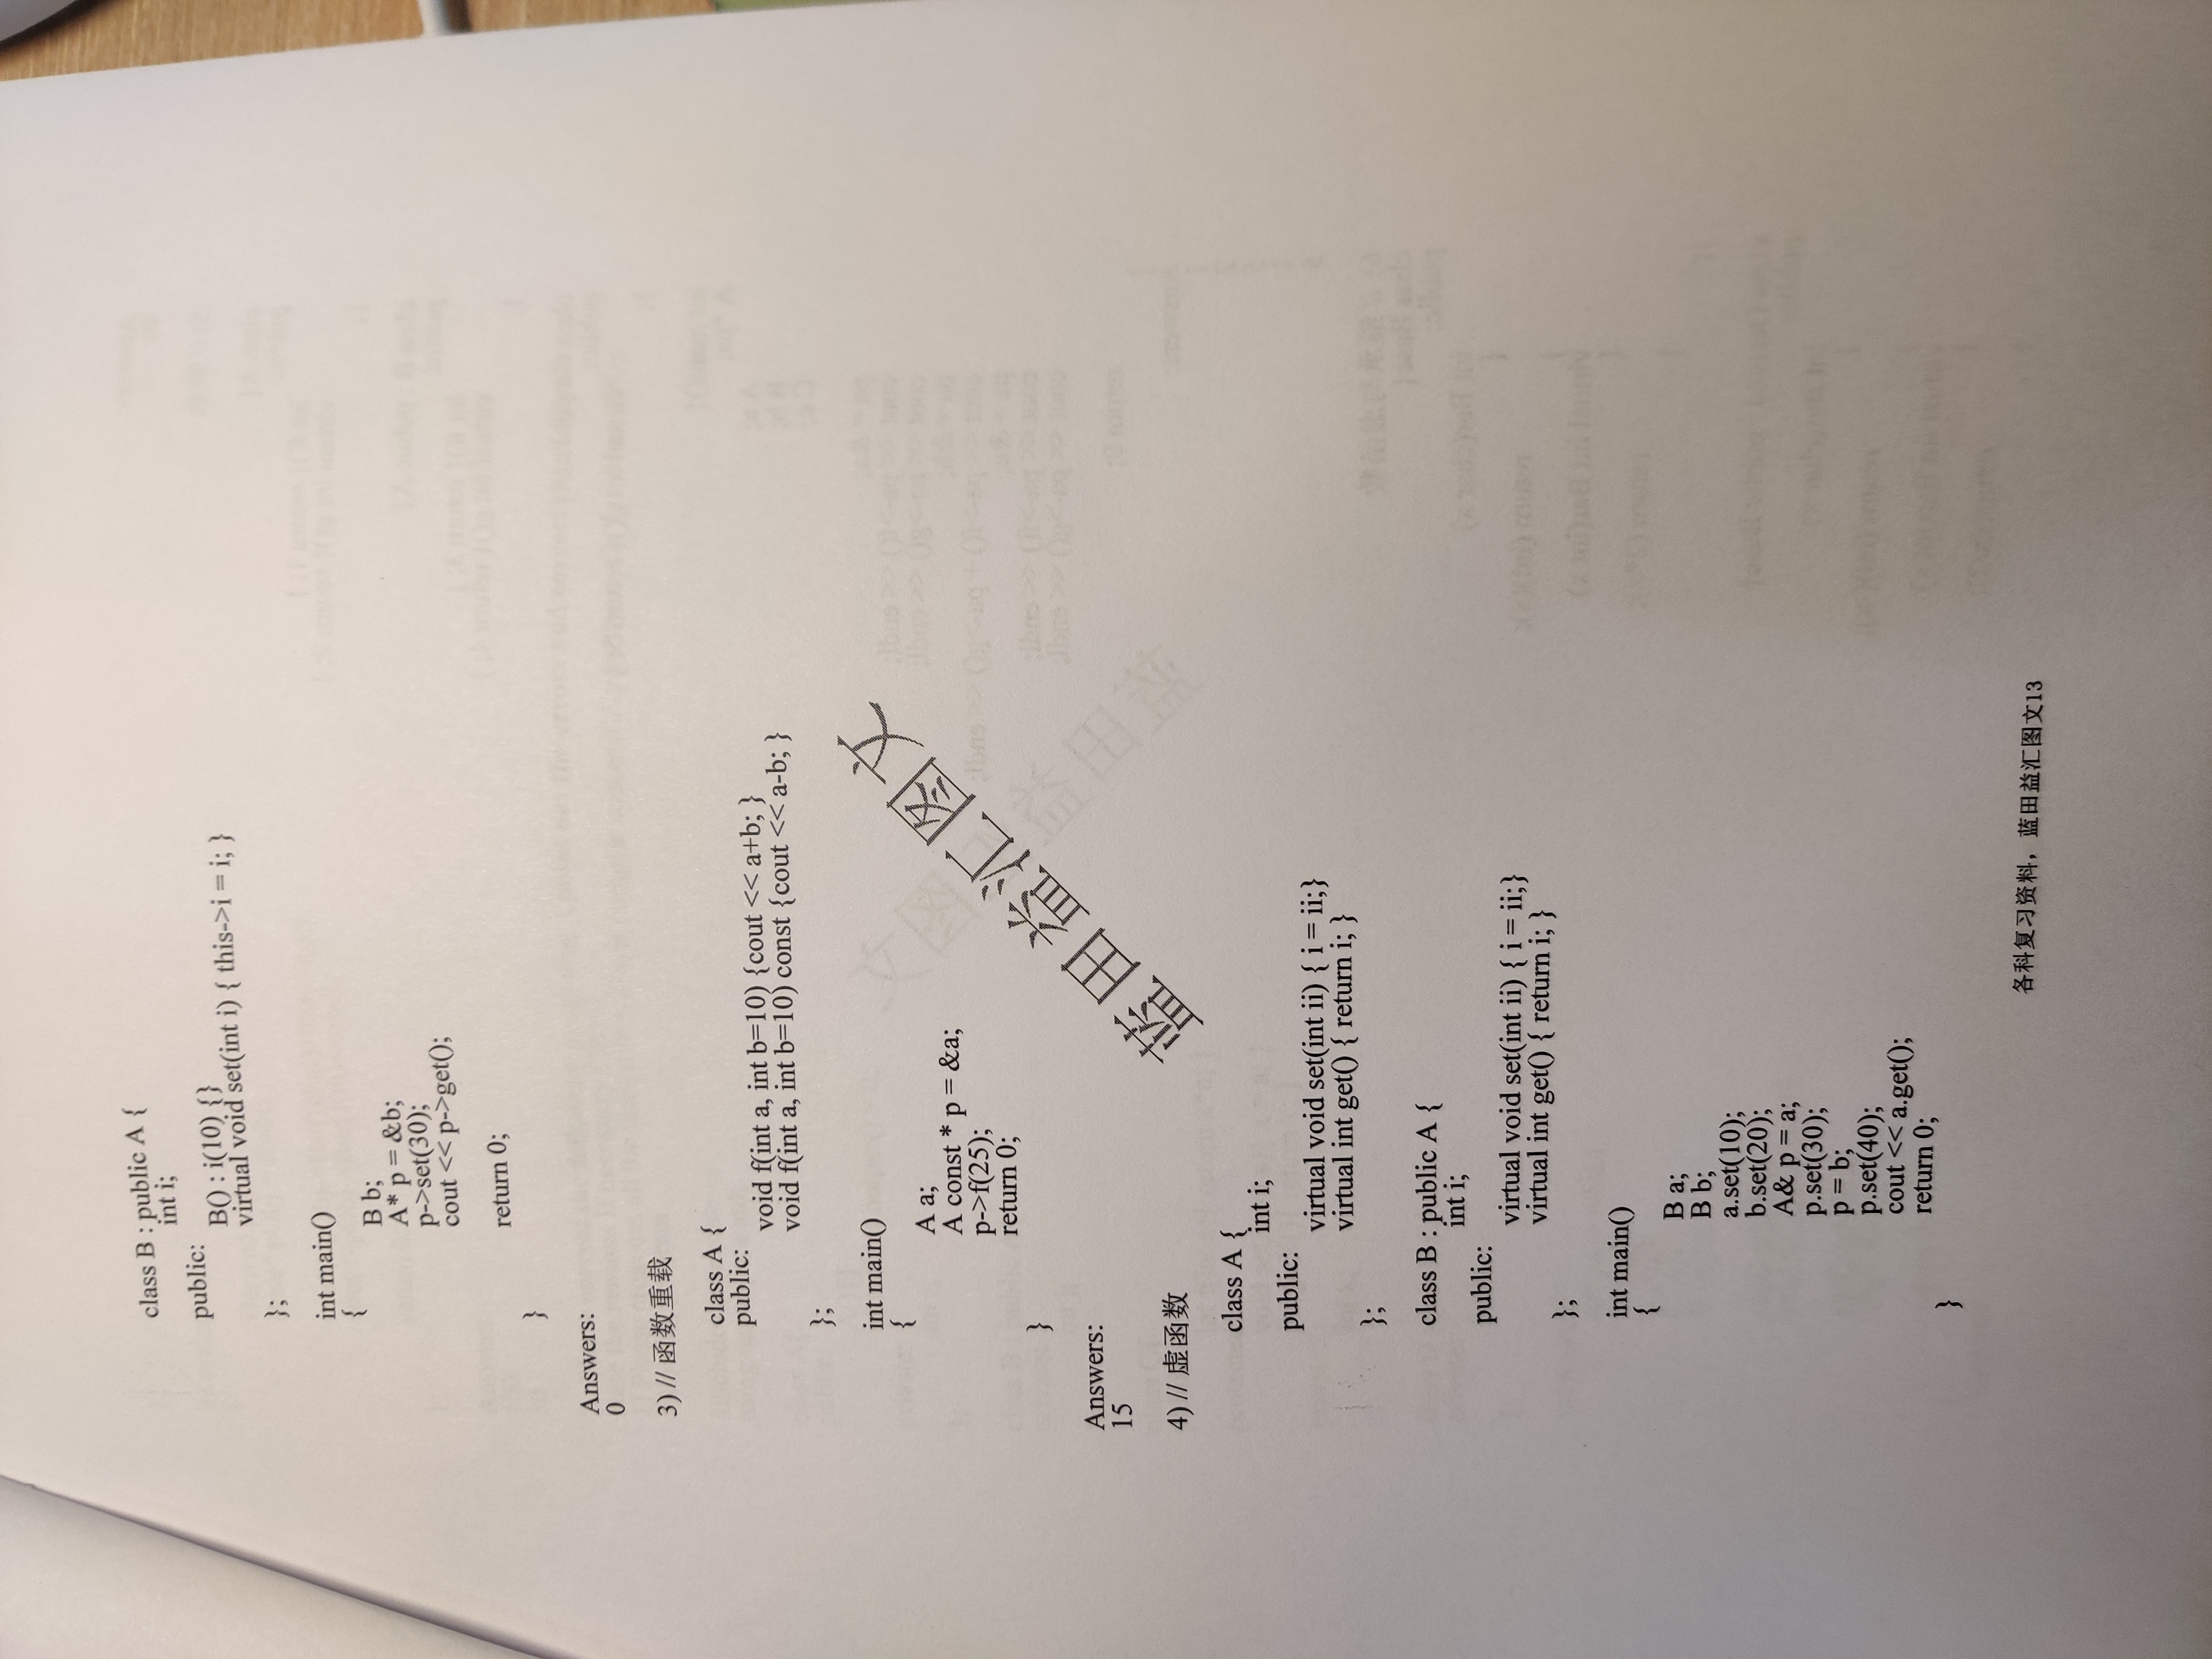 class B : public A {
int i;
public:
B() : i(10) {}
virtual void set(int i) { this->i = i; }
};
int main()
{
B b;
A* p = &b;
p->set(30);
cout << p->get();
return 0;
}
Answers:
0
3) // 函数重载
class A {
public:
void f(int a, int b=10) {cout << a+b; }
void f(int a, int b=10) const {cout << a-b; }
};
int main()
{
A a;
A const * p = &a;
p->f(25);
return 0;
}
Answers:
15
4) // 虚函数
class A {
int i;
public:
virtual void set(int ii) { i = ii;}
virtual int get() { return i; }
};
class B : public A {
int i;
public:
virtual void set(int ii) { i = ii;}
virtual int get() { return i; }
};
int main()
{
B a;
B b;
a.set(10);
b.set(20);
A& p = a;
p.set(30);
p = b;
p.set(40);
cout << a.get();
return 0;
}
蓝田益汇图文
各科复习资料，蓝田益汇图文13